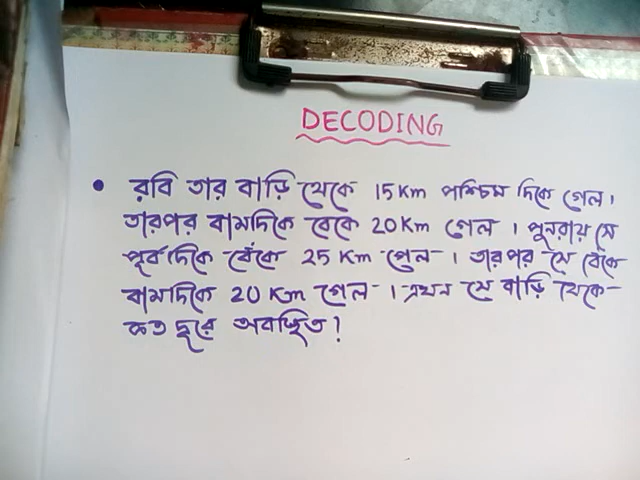 DECODING
• রবি তার বাড়ি থেকে 15 Km পশ্চিম দিকে গেল।
তারপর বামদিকে বেকে 20 Km গেল। পুনরায় সে
পূর্বদিকে বেঁকে 25 Km গেল। তারপর সে বেঁকে
বামদিকে 20 Km গেল। এখন সে বাড়ি থেকে
কত দূরে অবস্থিত?